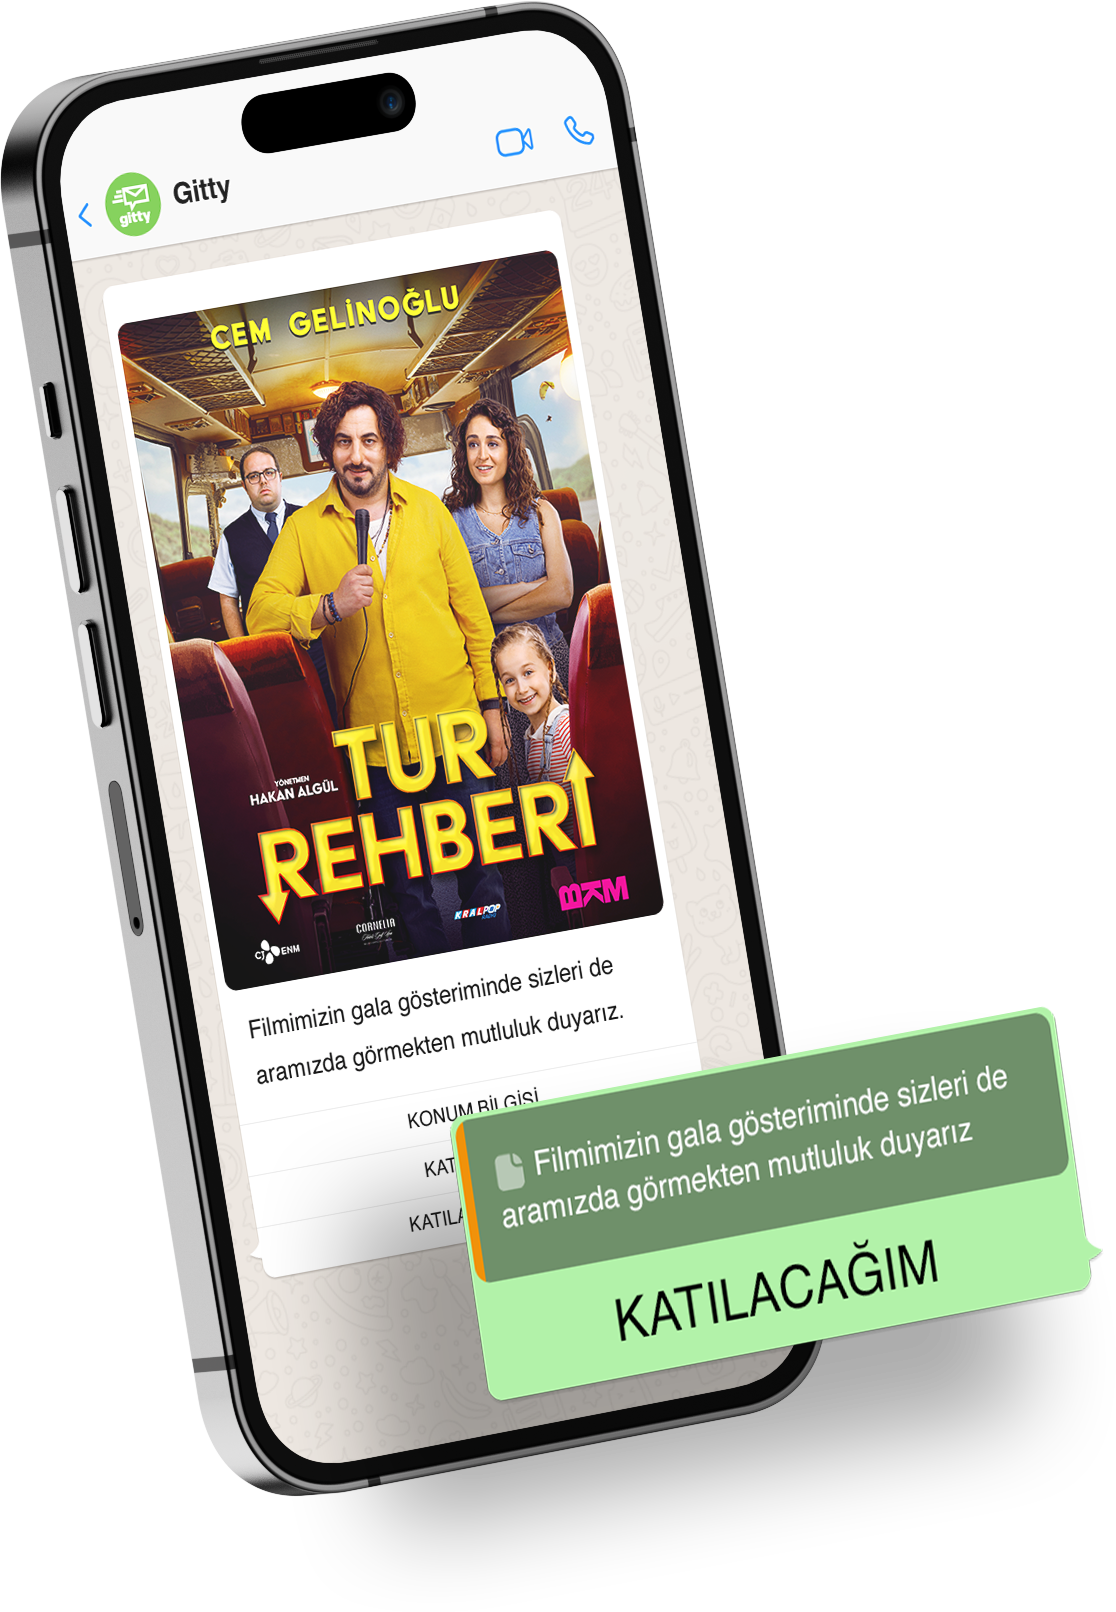 Gitty
gitty
CEM GELİNOĞLU
YÖNETMEN
HAKAN ALGÜL
TUR
REHBERİ
CJ ENM
CORNELIA
KRALPOP
RADYO
BKM
Filmimizin gala gösteriminde sizleri de
aramızda görmekten mutluluk duyarız.
KONUM BİLGİSİ
Filmimizin gala gösteriminde sizleri de
aramızda görmekten mutluluk duyarız
KATILACAĞIM